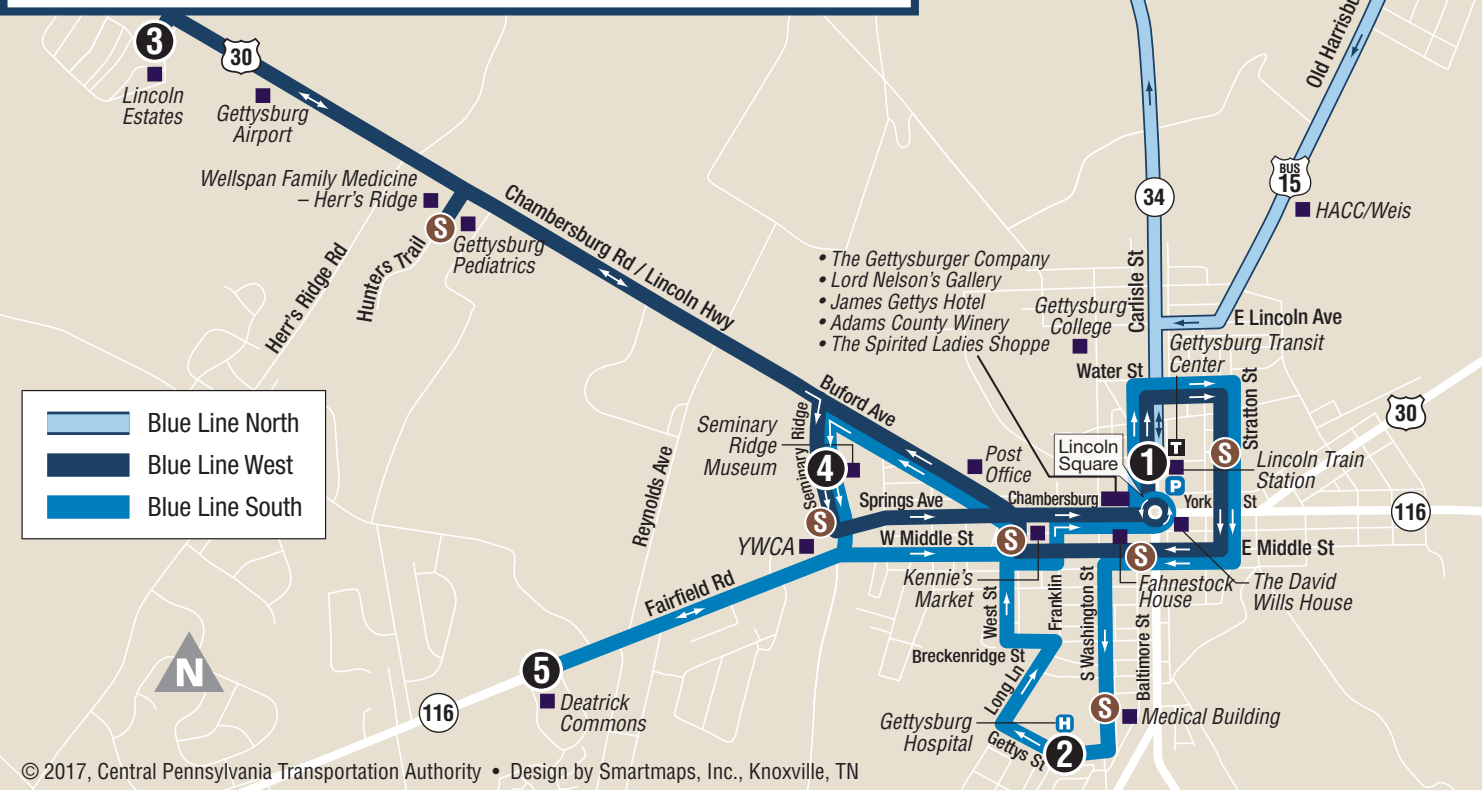 3
30
Lincoln
Estates
Gettysburg
Airport
Wellspan Family Medicine
– Herr's Ridge
S
Gettysburg
Pediatrics
Herr's Ridge Rd
Hunters Trail
Chambersburg Rd / Lincoln Hwy
Old Harrisbu
34
BUS
15
HACC/Weis
• The Gettysburger Company
• Lord Nelson's Gallery
• James Gettys Hotel
• Adams County Winery
• The Spirited Ladies Shoppe
Gettysburg
College
Carlisle St
E Lincoln Ave
Gettysburg Transit
Center
Water St
Stratton St
30
Blue Line North
Blue Line West
Blue Line South
Buford Ave
Seminary
Ridge
Museum
Seminary Ridge
4
Reynolds Ave
Post
Office
Lincoln
Square
1
T
P
S
Lincoln Train
Station
Springs Ave
Chambersburg
York
St
116
S
YWCA
W Middle St
S
S
E Middle St
Kennie's
Market
Fahnestock
House
The David
Wills House
Fairfield Rd
West St
Franklin
S Washington St
Baltimore St
Breckenridge St
Long Ln
N
5
116
Deatrick
Commons
Gettysburg
Hospital
H
Gettys St
2
S
Medical Building
© 2017, Central Pennsylvania Transportation Authority • Design by Smartmaps, Inc., Knoxville, TN